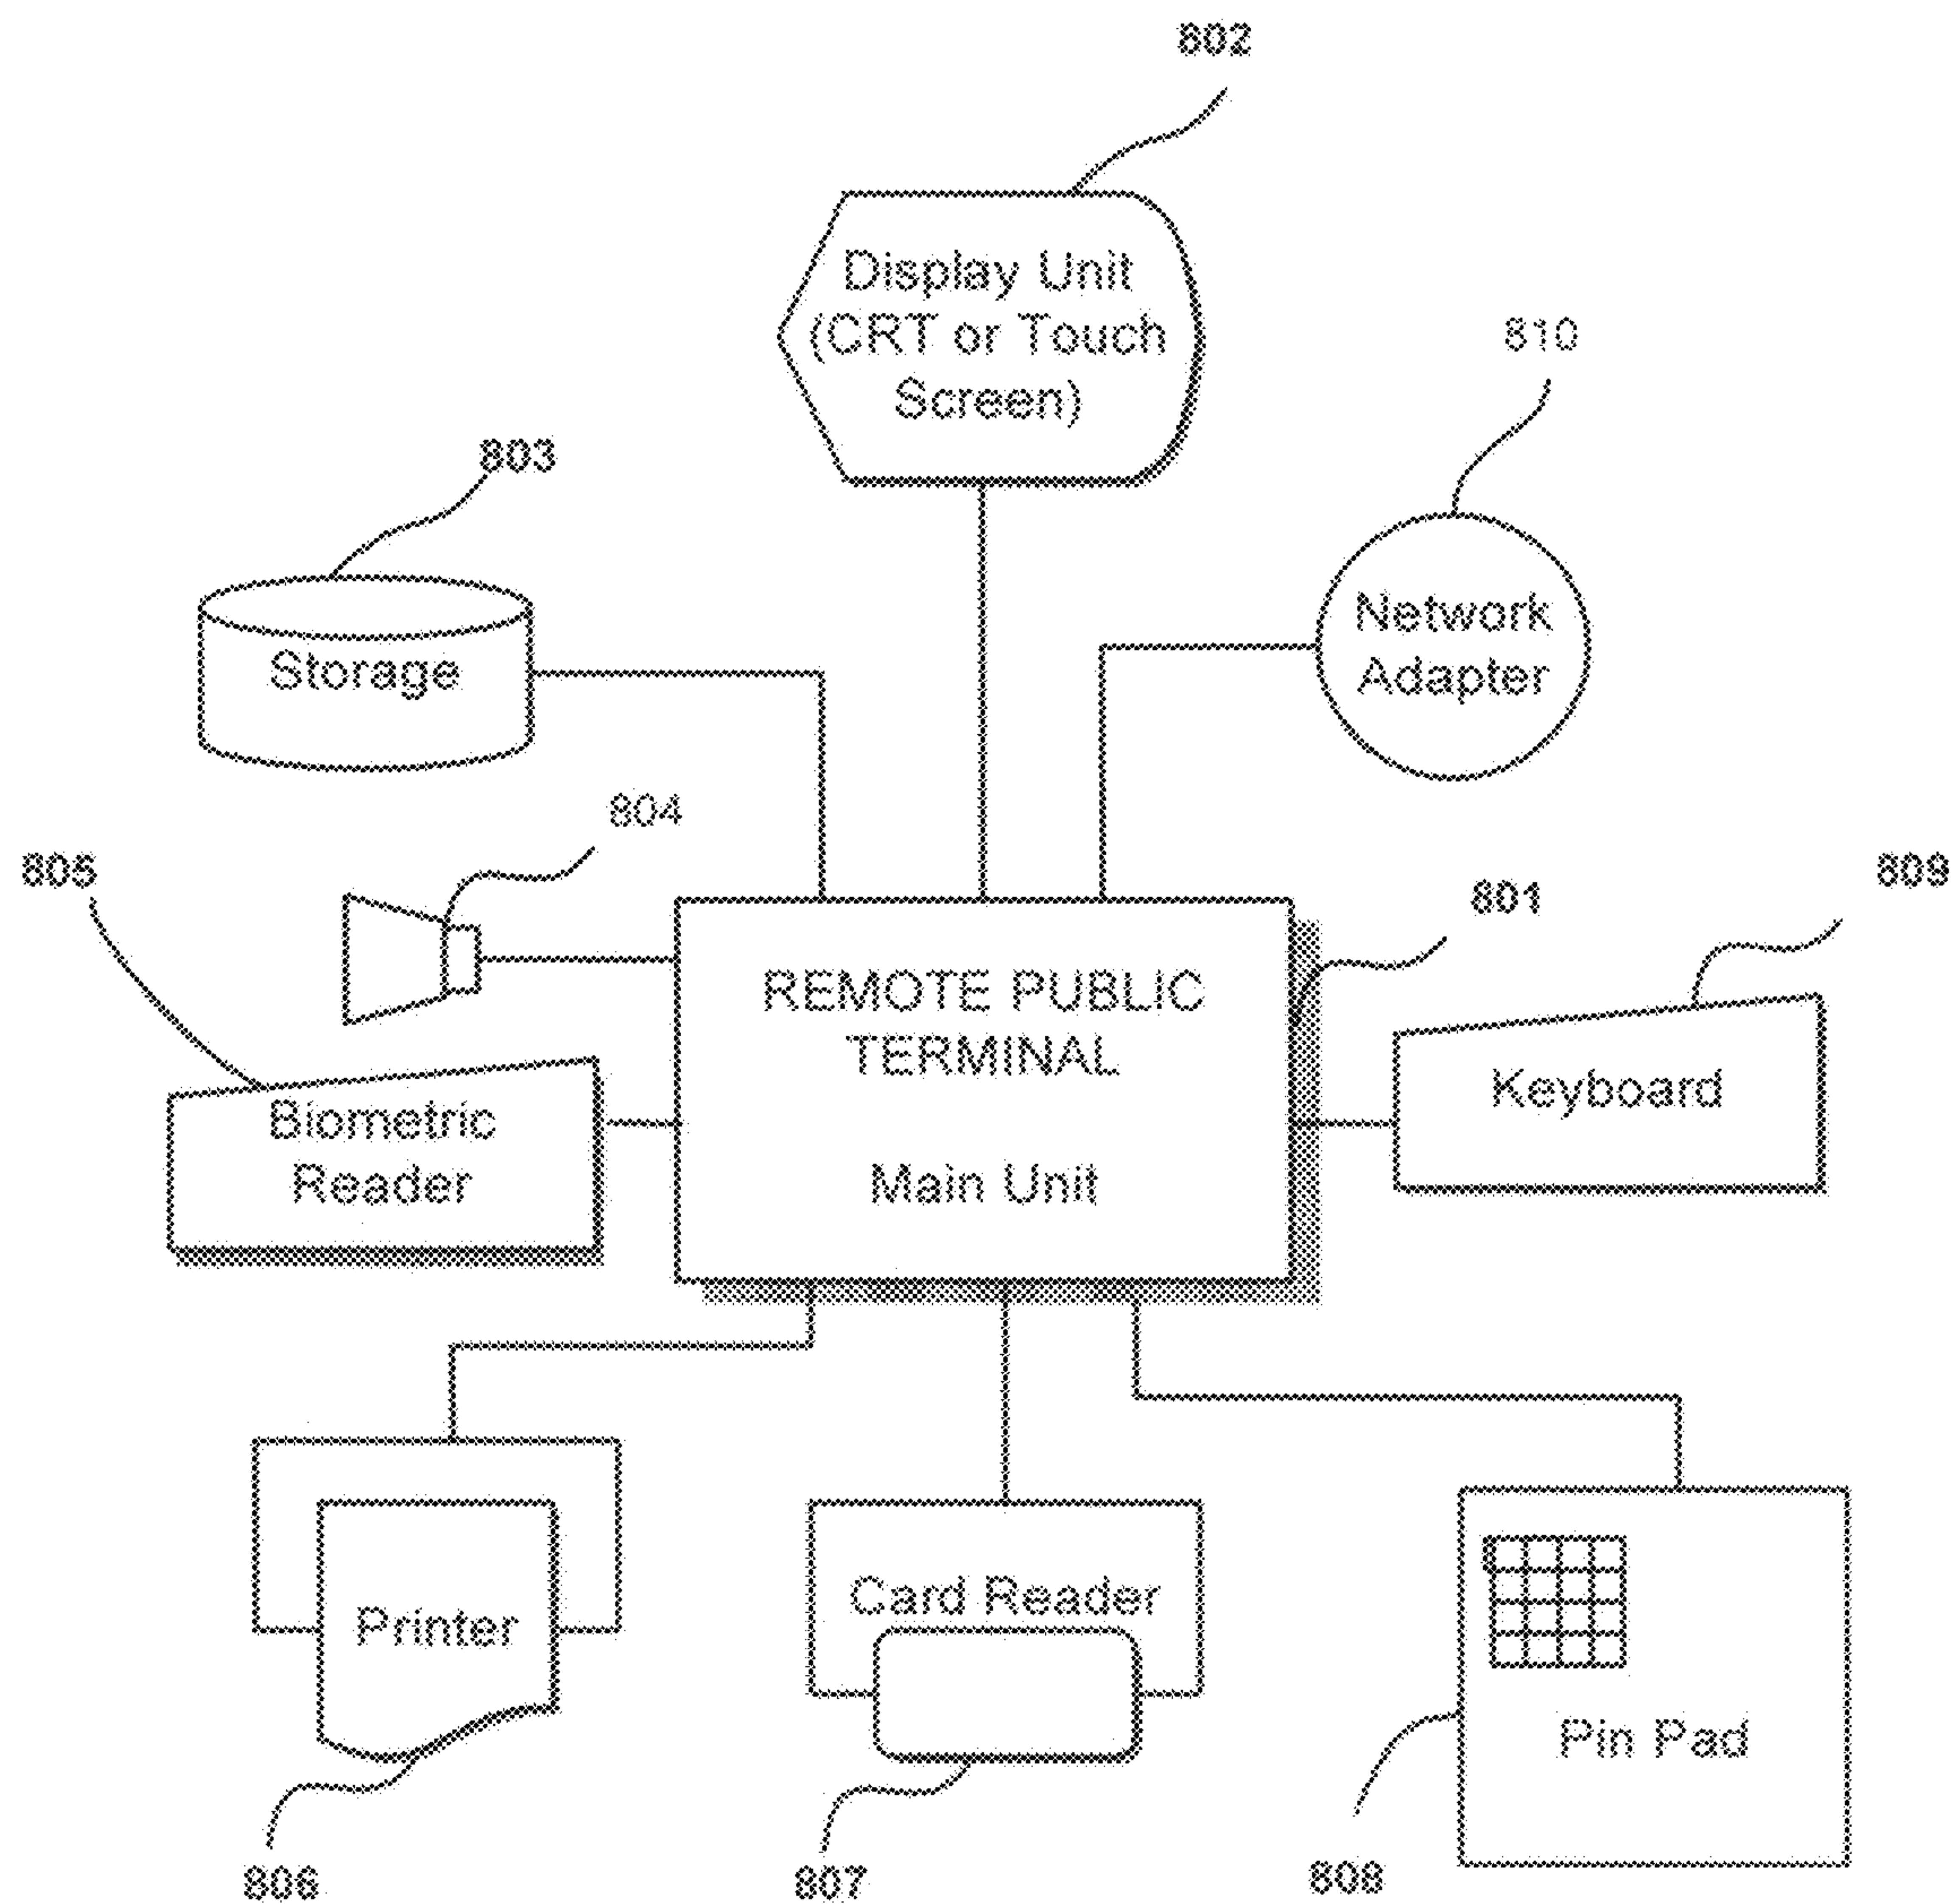 802
Display Unit
(CRT or Touch
Screen)
810
803
Network
Adapter
Storage
804
805
809
801
REMOTE PUBLIC
TERMINAL
Keyboard
Biometric
Reader
Main Unit
Card Reader
Printer
Pin Pad
806
807
808